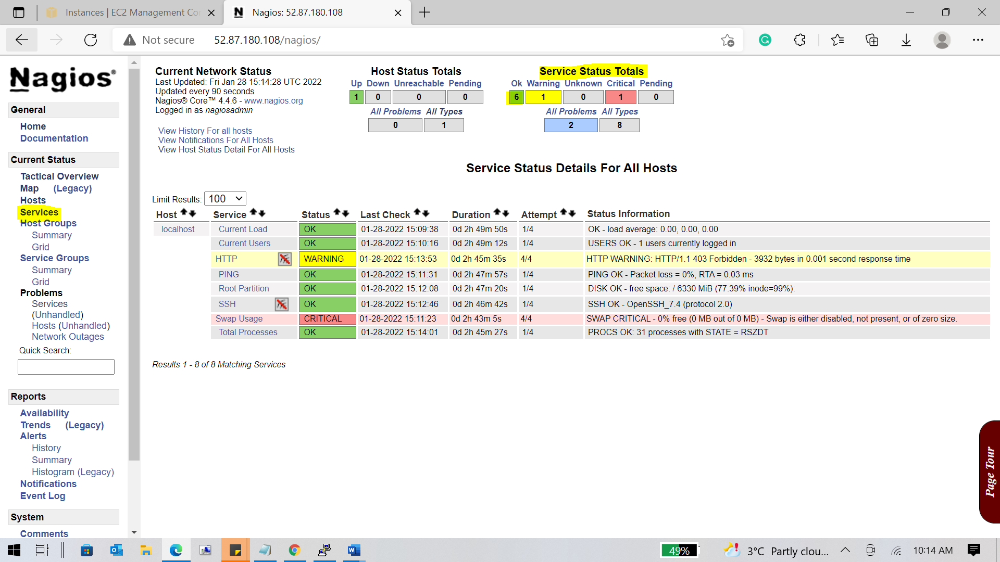 Instances | EC2 Management Co
Nagios: 52.87.180.108
Not secure 52.87.180.108/nagios/
Nagios®
General
Home
Documentation
Current Status
Tactical Overview
Map (Legacy)
Hosts
Services
Host Groups
Summary
Grid
Service Groups
Summary
Grid
Problems
Services
(Unhandled)
Hosts (Unhandled)
Network Outages
Quick Search:
Reports
Availability
Trends (Legacy)
Alerts
History
Summary
Histogram (Legacy)
Notifications
Event Log
System
Comments
Current Network Status
Last Updated: Fri Jan 28 15:14:28 UTC 2022
Updated every 90 seconds
Nagios® Core™ 4.4.6 - www.nagios.org
Logged in as nagiosadmin
View History For all hosts
View Notifications For All Hosts
View Host Status Detail For All Hosts
Host Status Totals
Up Down Unreachable Pending
1 0 0 0
All Problems All Types
0 1
Service Status Totals
Ok Warning Unknown Critical Pending
6 1 0 1 0
All Problems All Types
2 8
Service Status Details For All Hosts
Limit Results: 100
Host Service Status Last Check Duration Attempt Status Information
localhost Current Load OK 01-28-2022 15:09:38 0d 2h 49m 50s 1/4 OK - load average: 0.00, 0.00, 0.00
Current Users OK 01-28-2022 15:10:16 0d 2h 49m 12s 1/4 USERS OK - 1 users currently logged in
HTTP WARNING 01-28-2022 15:13:53 0d 2h 45m 35s 4/4 HTTP WARNING: HTTP/1.1 403 Forbidden - 3932 bytes in 0.001 second response time
PING OK 01-28-2022 15:11:31 0d 2h 47m 57s 1/4 PING OK - Packet loss = 0%, RTA = 0.03 ms
Root Partition OK 01-28-2022 15:12:08 0d 2h 47m 20s 1/4 DISK OK - free space: / 6330 MiB (77.39% inode=99%):
SSH OK 01-28-2022 15:12:46 0d 2h 46m 42s 1/4 SSH OK - OpenSSH_7.4 (protocol 2.0)
Swap Usage CRITICAL 01-28-2022 15:11:23 0d 2h 43m 5s 4/4 SWAP CRITICAL - 0% free (0 MB out of 0 MB) - Swap is either disabled, not present, or of zero size.
Total Processes OK 01-28-2022 15:14:01 0d 2h 45m 27s 1/4 PROCS OK: 31 processes with STATE = RSZDT
Results 1 - 8 of 8 Matching Services
Page Tour
49% 3°C Partly clou... 10:14 AM